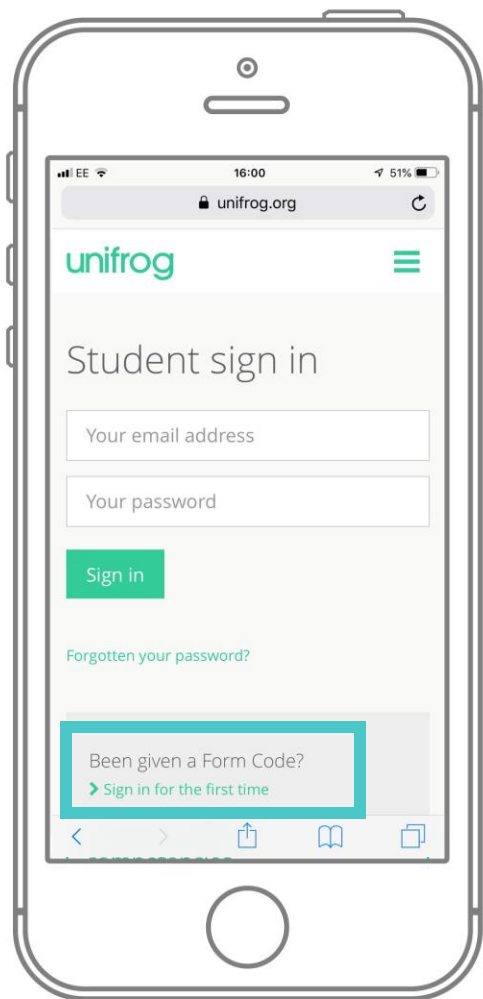 EE 16:00 51%
unifrog.org
unifrog
Student sign in
Your email address
Your password
Sign in
Forgotten your password?
Been given a Form Code?
Sign in for the first time